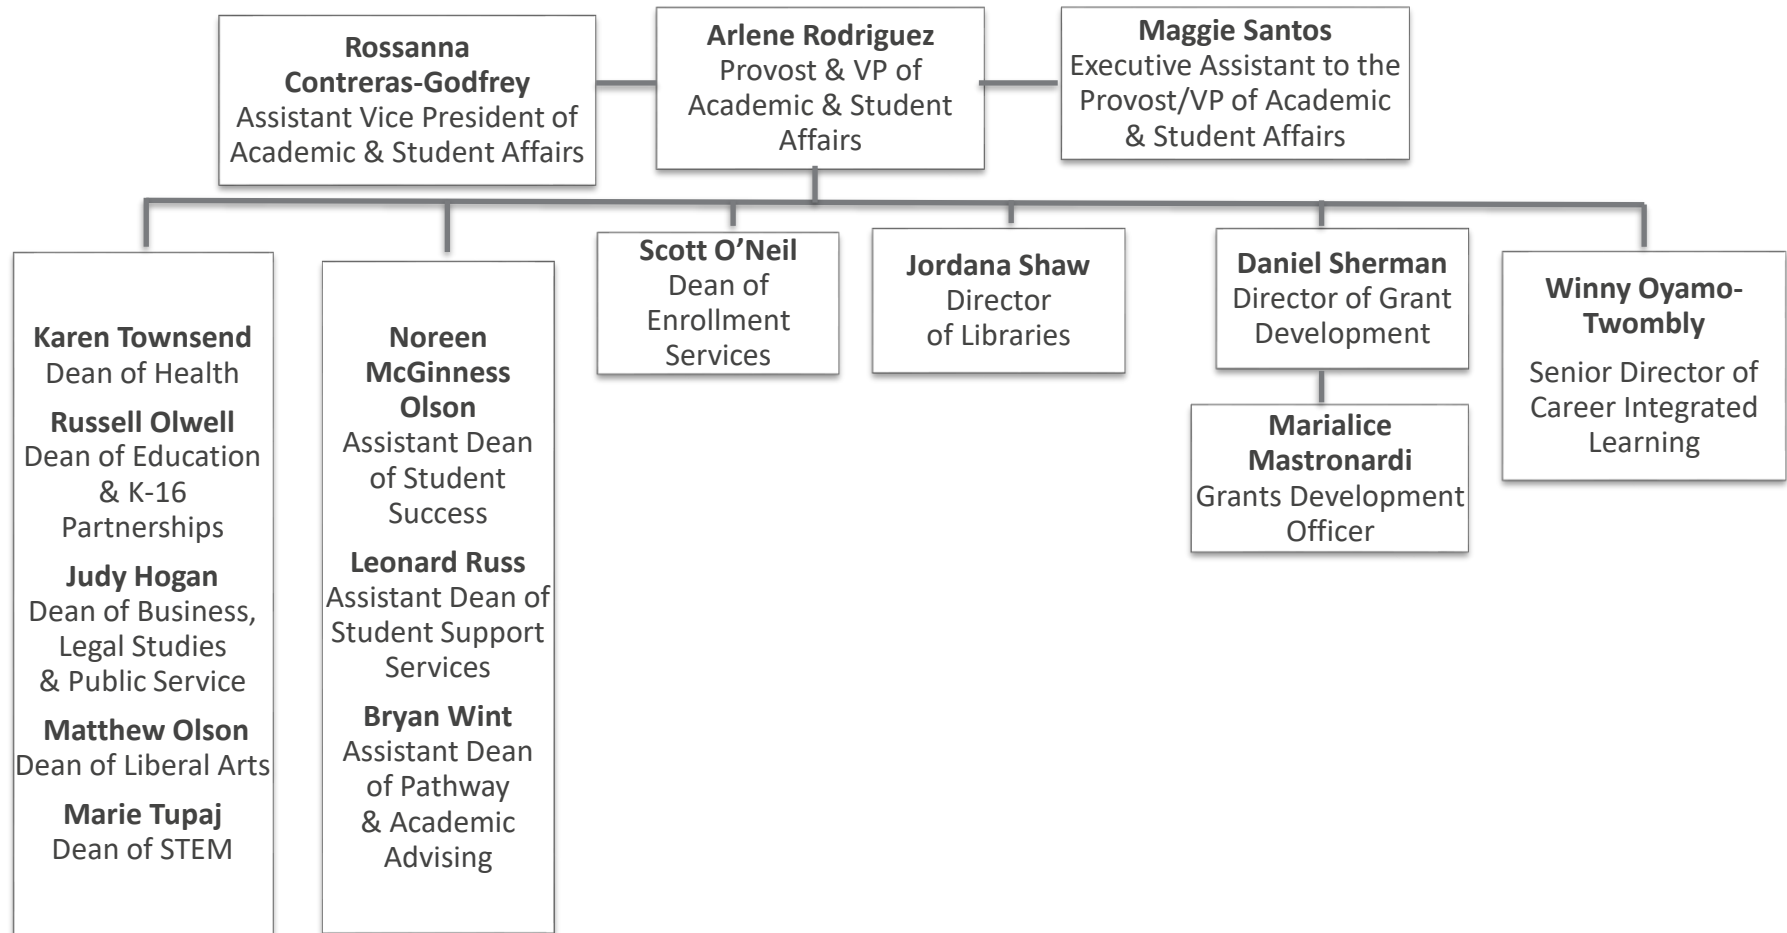 Rossanna
Contreras-Godfrey
Assistant Vice President of
Academic & Student Affairs
Arlene Rodriguez
Provost & VP of
Academic & Student
Affairs
Maggie Santos
Executive Assistant to the
Provost/VP of Academic
& Student Affairs
Karen Townsend
Dean of Health
Russell Olwell
Dean of Education
& K-16
Partnerships
Judy Hogan
Dean of Business,
Legal Studies
& Public Service
Matthew Olson
Dean of Liberal Arts
Marie Tupaj
Dean of STEM
Noreen
McGinness
Olson
Assistant Dean
of Student
Success
Leonard Russ
Assistant Dean of
Student Support
Services
Bryan Wint
Assistant Dean
of Pathway
& Academic
Advising
Scott O’Neil
Dean of
Enrollment
Services
Jordana Shaw
Director
of Libraries
Daniel Sherman
Director of Grant
Development
Marialice
Mastronardi
Grants Development
Officer
Winny Oyamo-
Twombly
Senior Director of
Career Integrated
Learning